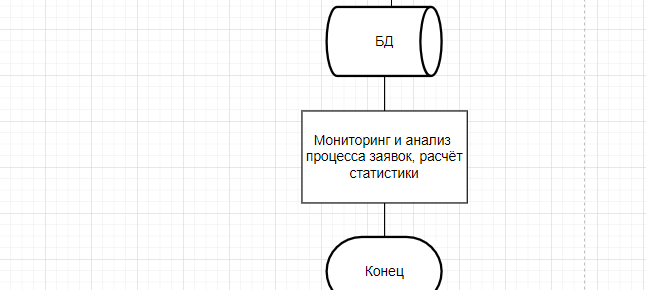 БД
Мониторинг и анализ
процесса заявок, расчёт
статистики
Конец